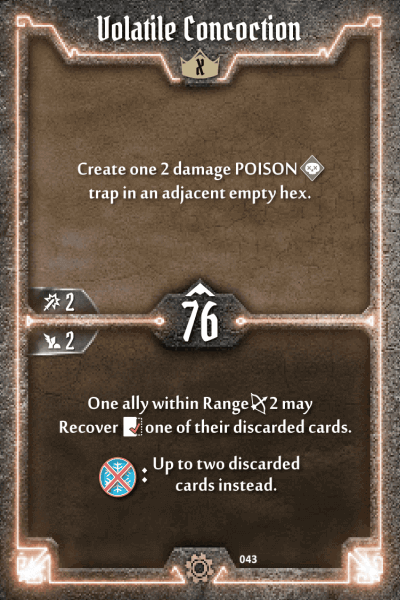 Volatile Concoction
X
Create one 2 damage POISON
trap in an adjacent empty hex.
2
76
2
One ally within Range 2 may
Recover one of their discarded cards.
: Up to two discarded
cards instead.
043